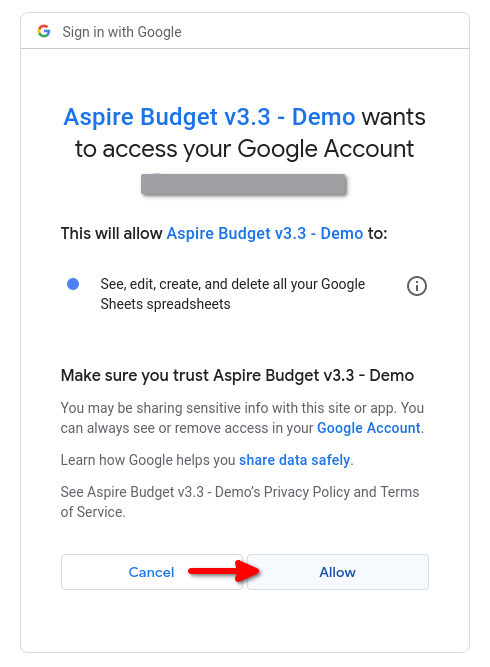 Sign in with Google
Aspire Budget v3.3 - Demo wants
to access your Google Account
This will allow Aspire Budget v3.3 - Demo to:
See, edit, create, and delete all your Google
Sheets spreadsheets
Make sure you trust Aspire Budget v3.3 - Demo
You may be sharing sensitive info with this site or app. You
can always see or remove access in your Google Account.
Learn how Google helps you share data safely.
See Aspire Budget v3.3 - Demo's Privacy Policy and Terms
of Service.
Cancel Allow